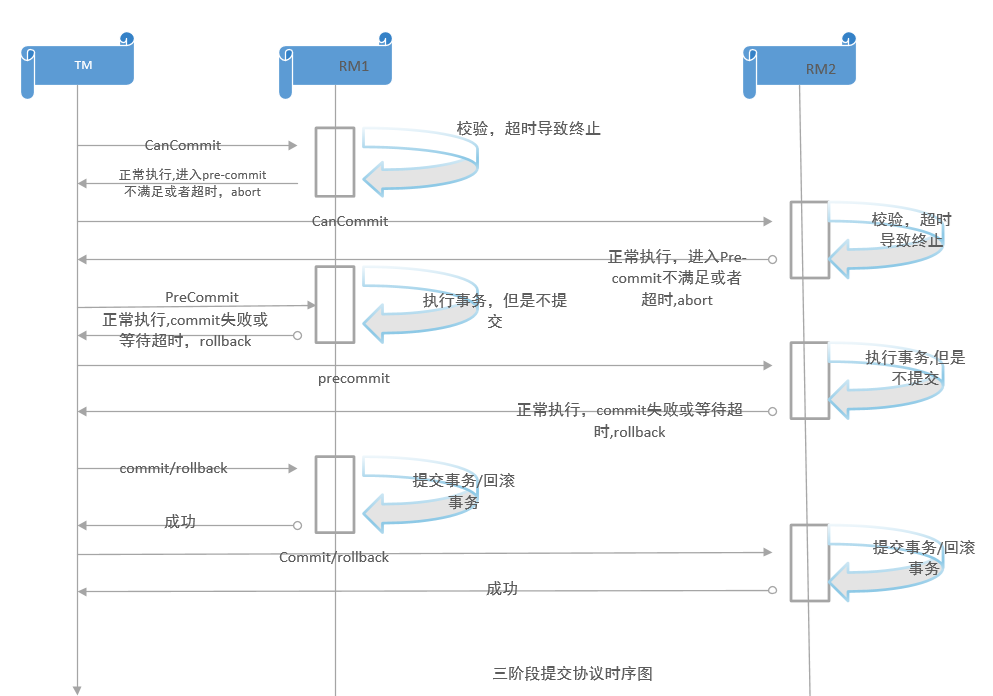 TM
RM1
RM2
校验，超时导致终止
CanCommit
正常执行,进入pre-commit
不满足或者超时，abort
CanCommit
校验，超时
导致终止
正常执行，进入Pre-
commit不满足或者
超时,abort
PreCommit
执行事务，但是不提
交
正常执行,commit失败或
等待超时，rollback
precommit
执行事务,但是
不提交
正常执行，commit失败或等待超
时,rollback
commit/rollback
提交事务/回滚
事务
成功
Commit/rollback
提交事务/回滚
事务
成功
三阶段提交协议时序图